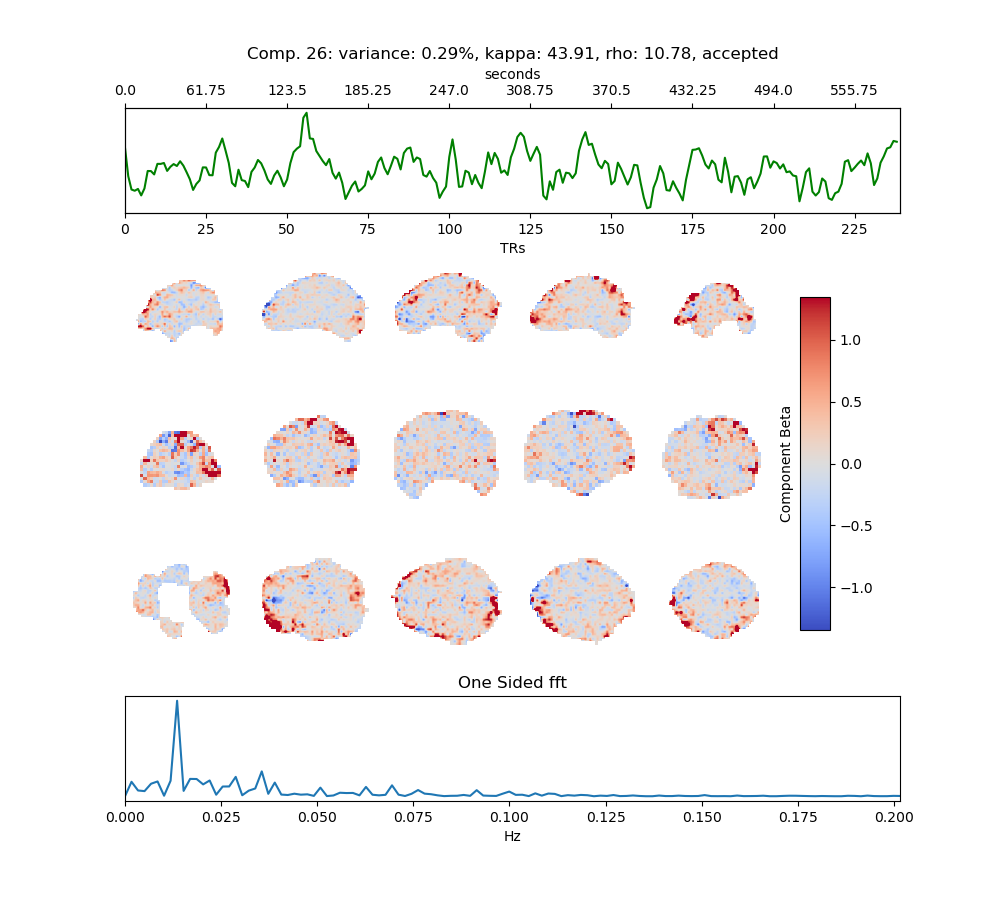 Comp. 26: variance: 0.29%, kappa: 43.91, rho: 10.78, accepted
seconds
0.0 61.75 123.5 185.25 247.0 308.75 370.5 432.25 494.0 555.75
0 25 50 75 100 125 150 175 200 225
TRs
1.0
0.5
0.0
−0.5
−1.0
Component Beta
One Sided fft
0.000 0.025 0.050 0.075 0.100 0.125 0.150 0.175 0.200
Hz